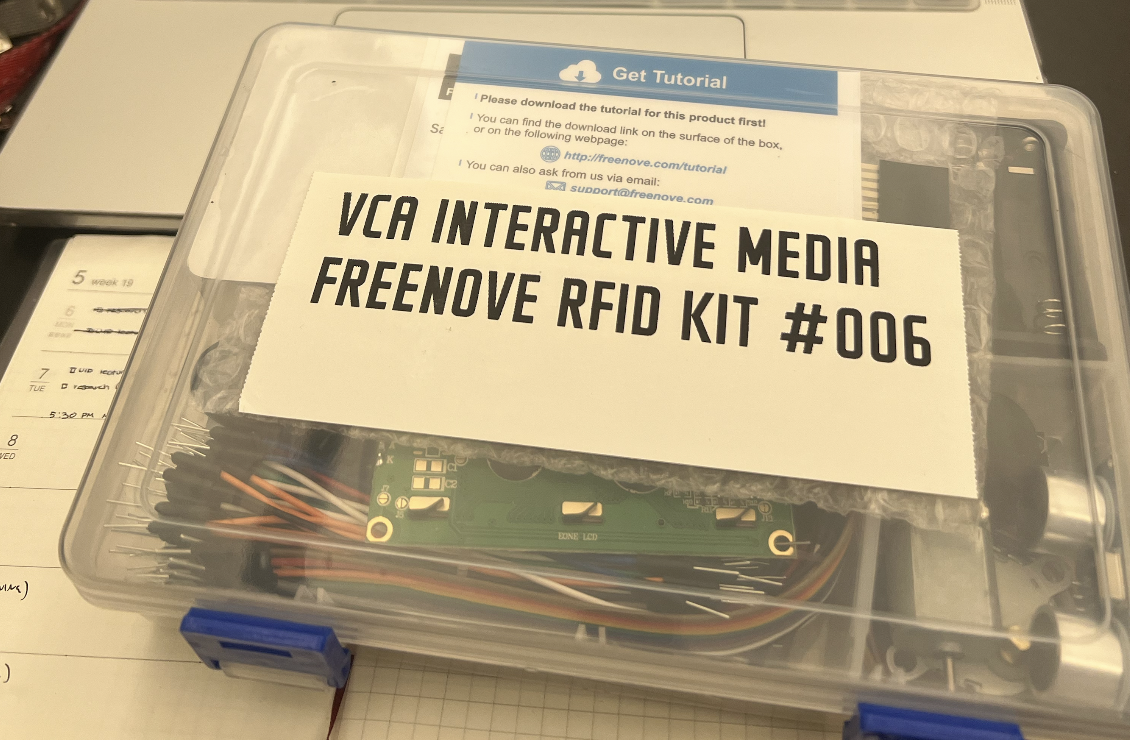 Get Tutorial
Please download the tutorial for this product first!
You can find the download link on the surface of the box,
or on the following webpage:
http://freenove.com/tutorial
You can also ask from us via email:
support@freenove.com
VCA INTERACTIVE MEDIA
FREENOVE RFID KIT #006
5 week 19
6
MON
7
TUE
5:30 PM
8
WED